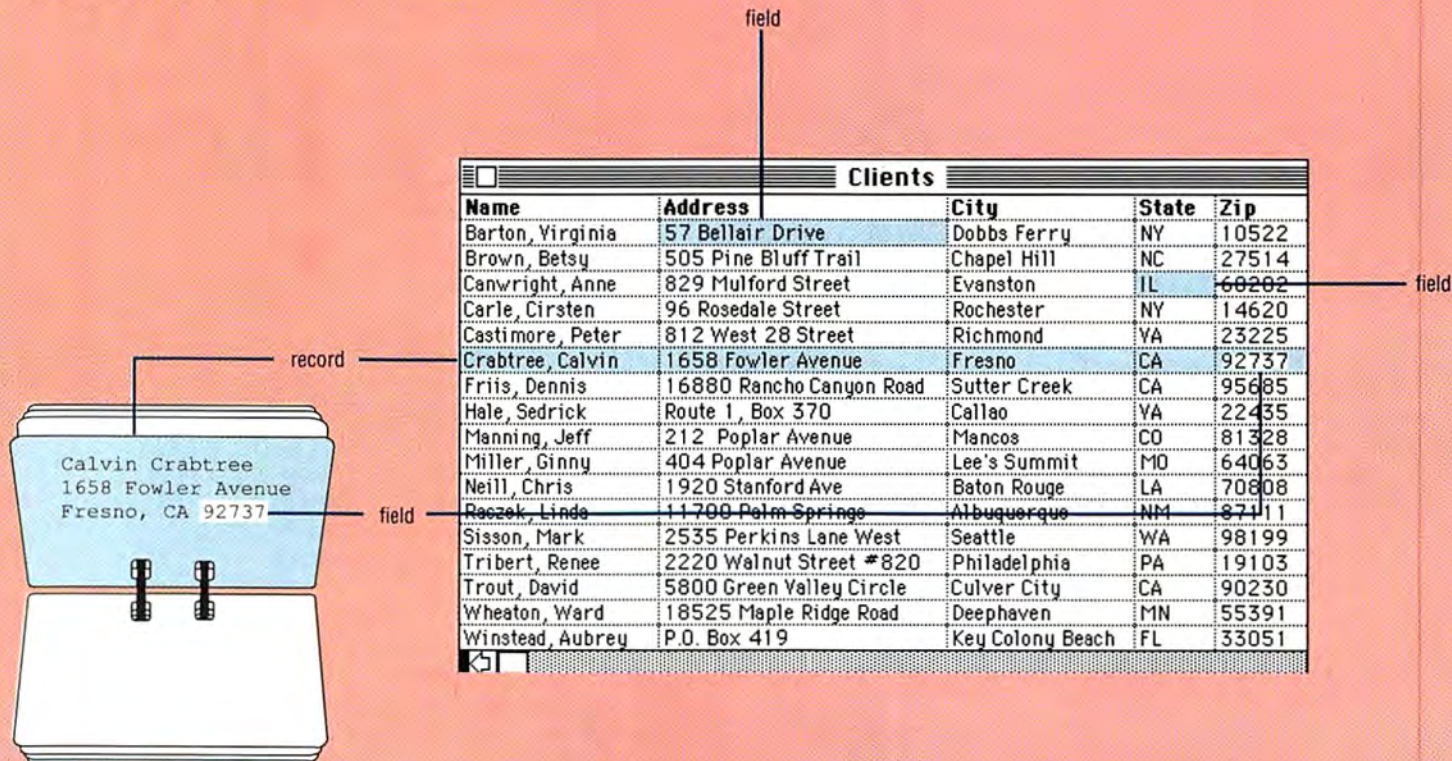 field
Clients
Name Address City State Zip
Barton, Virginia 57 Bellair Drive Dobbs Ferry NY 10522
Brown, Betsy 505 Pine Bluff Trail Chapel Hill NC 27514
Canwright, Anne 829 Mulford Street Evanston IL 60202
field
Carle, Cirsten 96 Rosedale Street Rochester NY 14620
Castimore, Peter 812 West 28 Street Richmond VA 23225
record
Crabtree, Calvin 1658 Fowler Avenue Fresno CA 92737
Friis, Dennis 16880 Rancho Canyon Road Sutter Creek CA 95685
Hale, Sedrick Route 1, Box 370 Callao VA 22435
Manning, Jeff 212 Poplar Avenue Mancos CO 81328
Miller, Ginny 404 Poplar Avenue Lee's Summit MO 64063
Neill, Chris 1920 Stanford Ave Baton Rouge LA 70808
Raczek, Linda 11700 Palm Springs Albuquerque NM 87111
Sisson, Mark 2535 Perkins Lane West Seattle WA 98199
Tribert, Renee 2220 Walnut Street #820 Philadelphia PA 19103
Trout, David 5800 Green Valley Circle Culver City CA 90230
Wheaton, Ward 18525 Maple Ridge Road Deephaven MN 55391
Winstead, Aubrey P.O. Box 419 Key Colony Beach FL 33051
Calvin Crabtree
1658 Fowler Avenue
Fresno, CA 92737
field